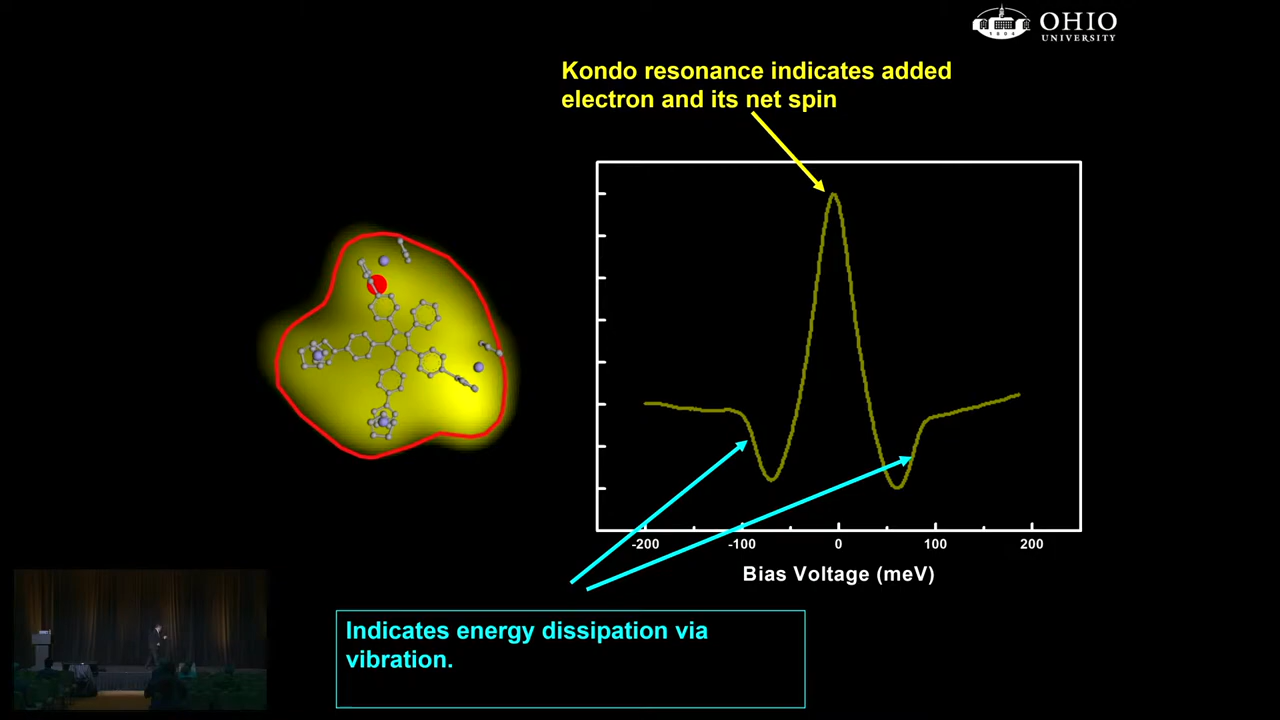 OHIO
UNIVERSITY
1804
Kondo resonance indicates added
electron and its net spin
-200 -100 0 100 200
Bias Voltage (meV)
Indicates energy dissipation via
vibration.